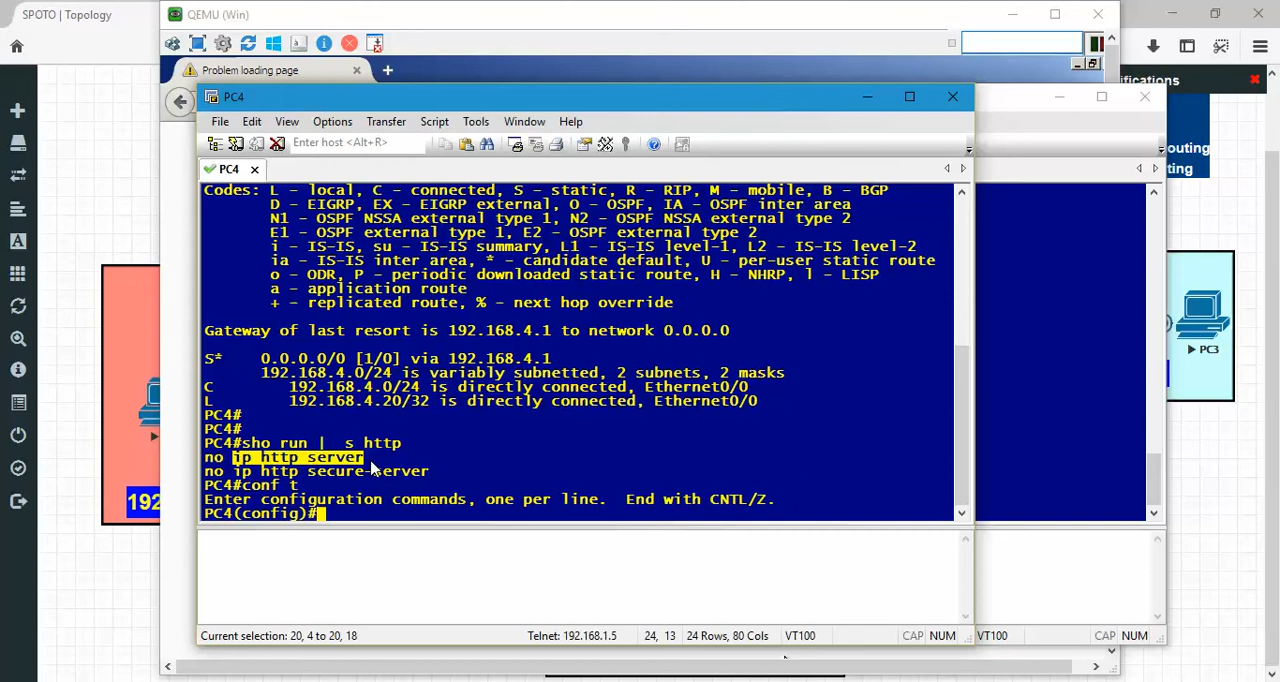 SPOTO | Topology
QEMU (Win)
Problem loading page
ifications
PC4
File Edit View Options Transfer Script Tools Window Help
Enter host <Alt+R>
outing
ting
PC4
Codes: L - local, C - connected, S - static, R - RIP, M - mobile, B - BGP
D - EIGRP, EX - EIGRP external, O - OSPF, IA - OSPF inter area
N1 - OSPF NSSA external type 1, N2 - OSPF NSSA external type 2
E1 - OSPF external type 1, E2 - OSPF external type 2
i - IS-IS, su - IS-IS summary, L1 - IS-IS level-1, L2 - IS-IS level-2
ia - IS-IS inter area, * - candidate default, U - per-user static route
o - ODR, P - periodic downloaded static route, H - NHRP, l - LISP
a - application route
+ - replicated route, % - next hop override
Gateway of last resort is 192.168.4.1 to network 0.0.0.0
S* 0.0.0.0/0 [1/0] via 192.168.4.1
192.168.4.0/24 is variably subnetted, 2 subnets, 2 masks
C 192.168.4.0/24 is directly connected, Ethernet0/0
L 192.168.4.20/32 is directly connected, Ethernet0/0
PC4#
PC4#
PC4#sho run | s http
no ip http server
no ip http secure-server
PC4#conf t
Enter configuration commands, one per line. End with CNTL/Z.
PC4(config)#
PC3
192
Current selection: 20, 4 to 20, 18 Telnet: 192.168.1.5 24, 13 24 Rows, 80 Cols VT100 CAP NUM
VT100 CAP NUM